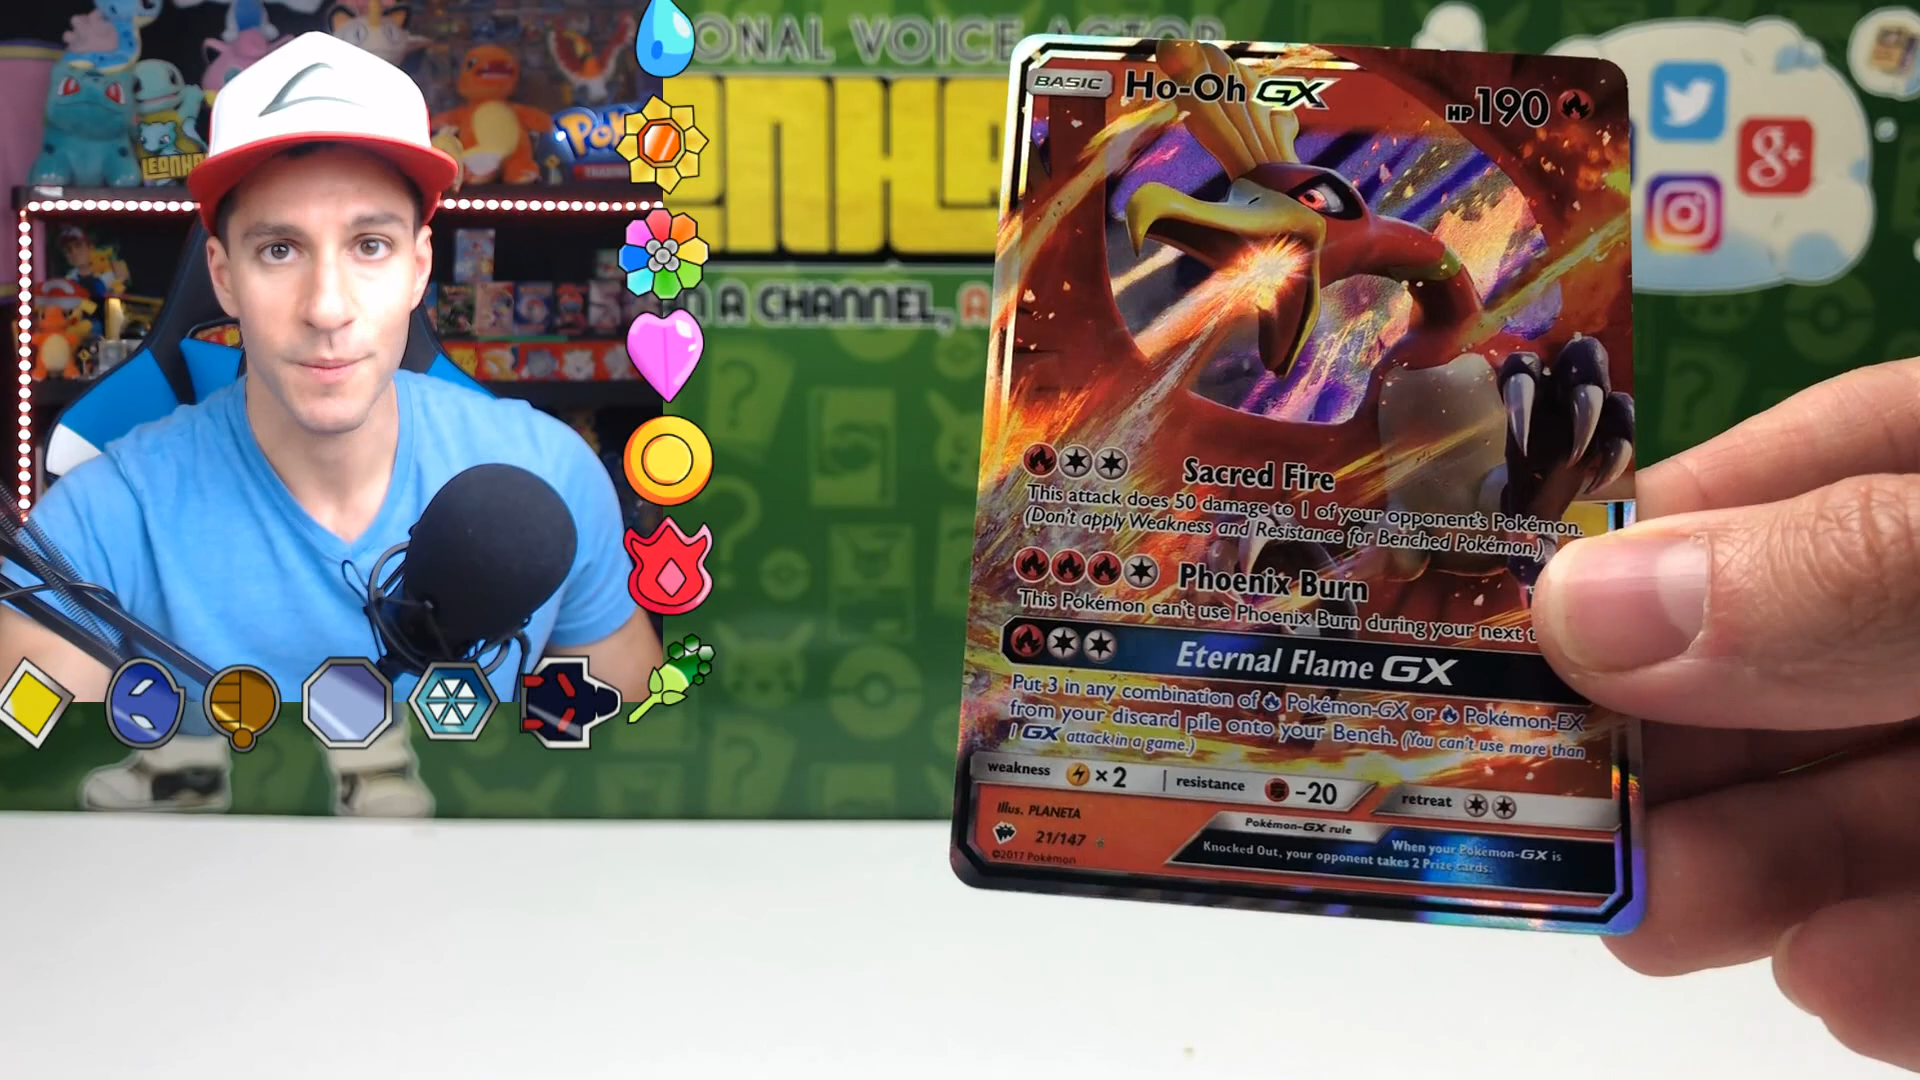 ONAL VOICE ACTOR
N A CHANNEL, A
LEONHA
Pok
BASIC Ho-Oh GX HP 190
Sacred Fire
This attack does 50 damage to 1 of your opponent's Pokémon.
(Don't apply Weakness and Resistance for Benched Pokémon.)
Phoenix Burn
This Pokémon can't use Phoenix Burn during your next t
Eternal Flame GX
Put 3 in any combination of Pokémon-GX or Pokémon-EX
from your discard pile onto your Bench. (You can't use more than
1 GX attack in a game.)
weakness ×2 resistance -20 retreat
Illus. PLANETA
21/147
©2017 Pokémon
Pokémon-GX rule
When your Pokémon-GX is
Knocked Out, your opponent takes 2 Prize cards.
g+